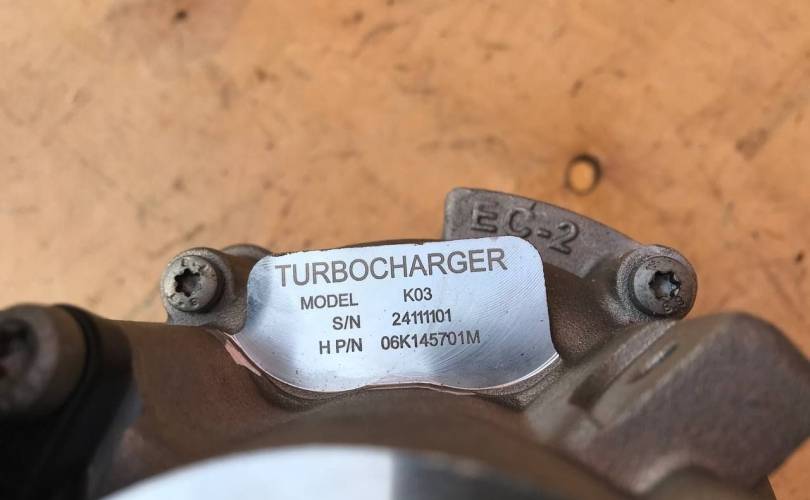 EC-2
TURBOCHARGER
MODEL K03
S/N 24111101
H P/N 06K145701M